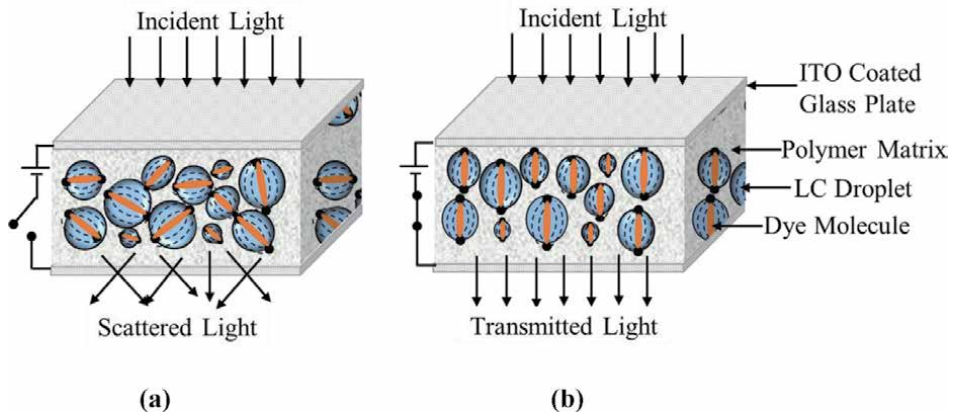 Incident Light
Scattered Light
(a)
Incident Light
ITO Coated
Glass Plate
Polymer Matrix
LC Droplet
Dye Molecule
Transmitted Light
(b)